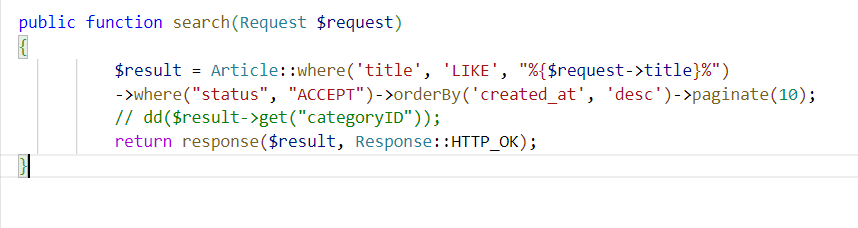 public function search(Request $request)
{
$result = Article::where('title', 'LIKE', "%{$request->title}%")
->where("status", "ACCEPT")->orderBy('created_at', 'desc')->paginate(10);
// dd($result->get("categoryID"));
return response($result, Response::HTTP_OK);
}